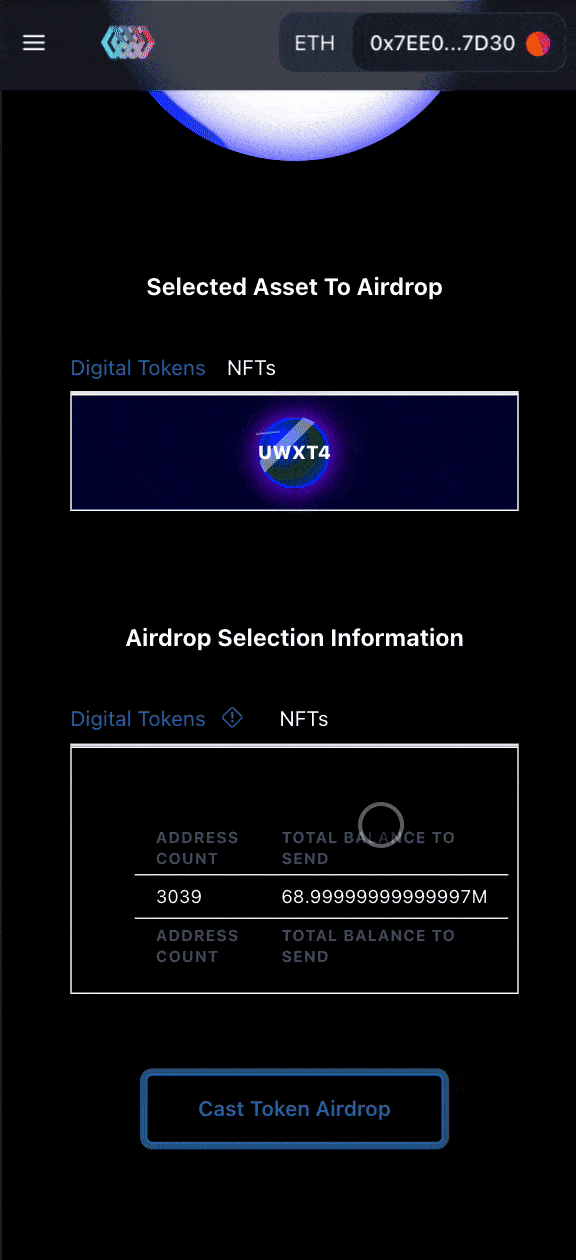 ETH 0x7EE0...7D30
Selected Asset To Airdrop
Digital Tokens NFTs
UWXT4
Airdrop Selection Information
Digital Tokens NFTs
ADDRESS COUNT TOTAL BALANCE TO SEND
3039 68.99999999999997M
ADDRESS COUNT TOTAL BALANCE TO SEND
Cast Token Airdrop